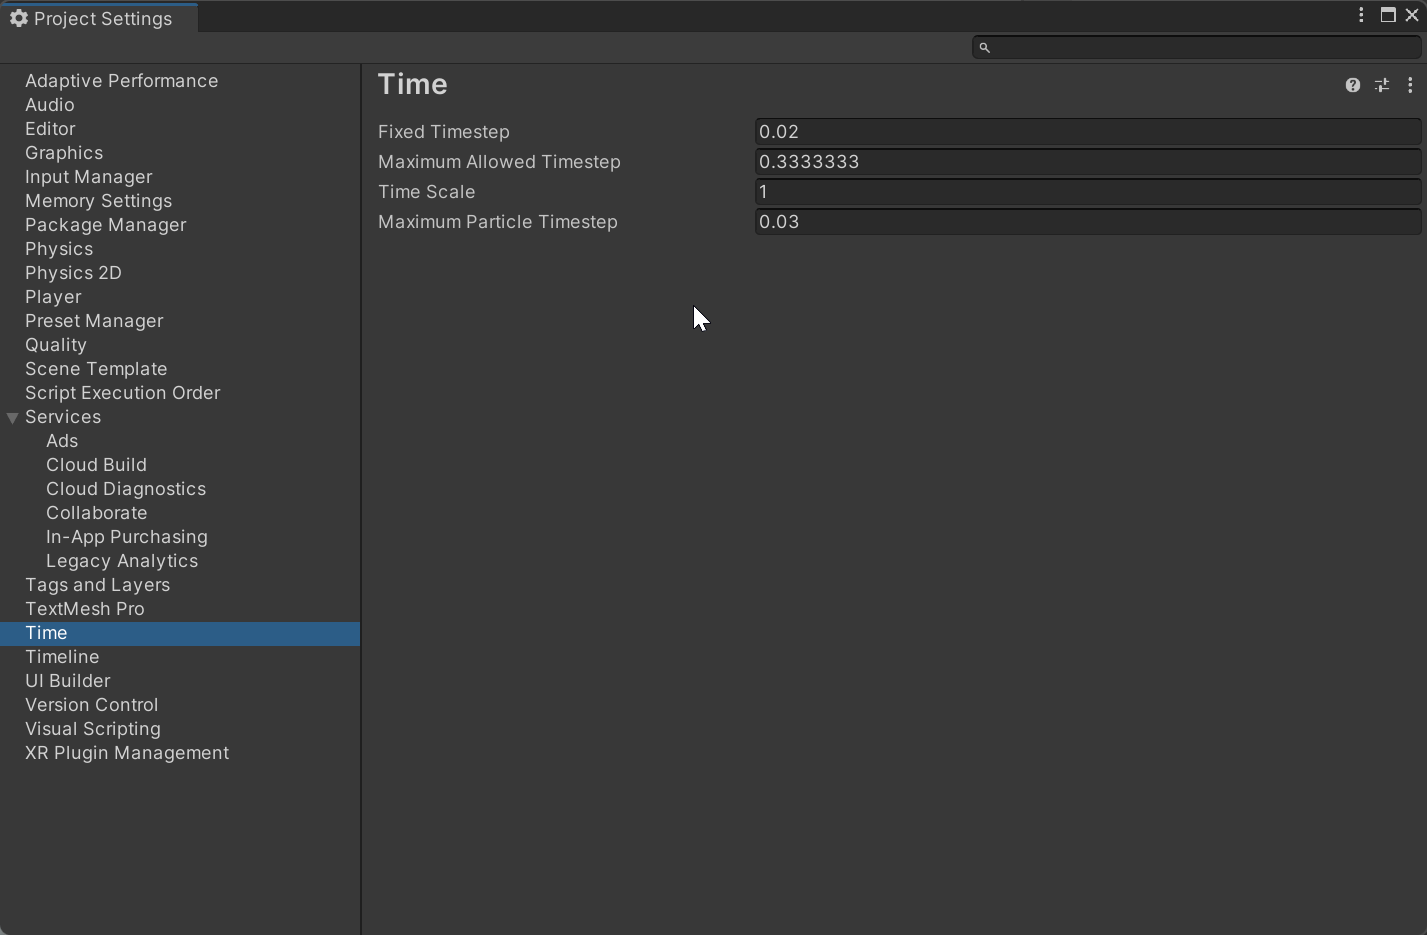 Project Settings
Adaptive Performance
Audio
Editor
Graphics
Input Manager
Memory Settings
Package Manager
Physics
Physics 2D
Player
Preset Manager
Quality
Scene Template
Script Execution Order
Services
Ads
Cloud Build
Cloud Diagnostics
Collaborate
In-App Purchasing
Legacy Analytics
Tags and Layers
TextMesh Pro
Time
Timeline
UI Builder
Version Control
Visual Scripting
XR Plugin Management
Time
Fixed Timestep 0.02
Maximum Allowed Timestep 0.3333333
Time Scale 1
Maximum Particle Timestep 0.03